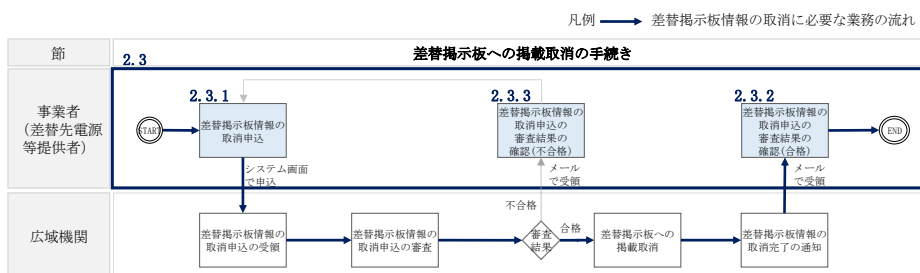 凡例 差替掲示板情報の取消に必要な業務の流れ
節
差替掲示板への掲載取消の手続き
2.3
事業者
(差替先電源
等提供者)
START
2.3.1
差替掲示板情報の
取消申込
2.3.3
差替掲示板情報の
取消申込の
審査結果の
確認(不合格)
2.3.2
差替掲示板情報の
取消申込の
審査結果の
確認(合格)
END
システム画面
で申込
メール
で受領
メール
で受領
広域機関
差替掲示板情報の
取消申込の受領
差替掲示板情報の
取消申込の審査
不合格
審査
結果
合格
差替掲示板への
掲載取消
差替掲示板情報の
取消完了の通知